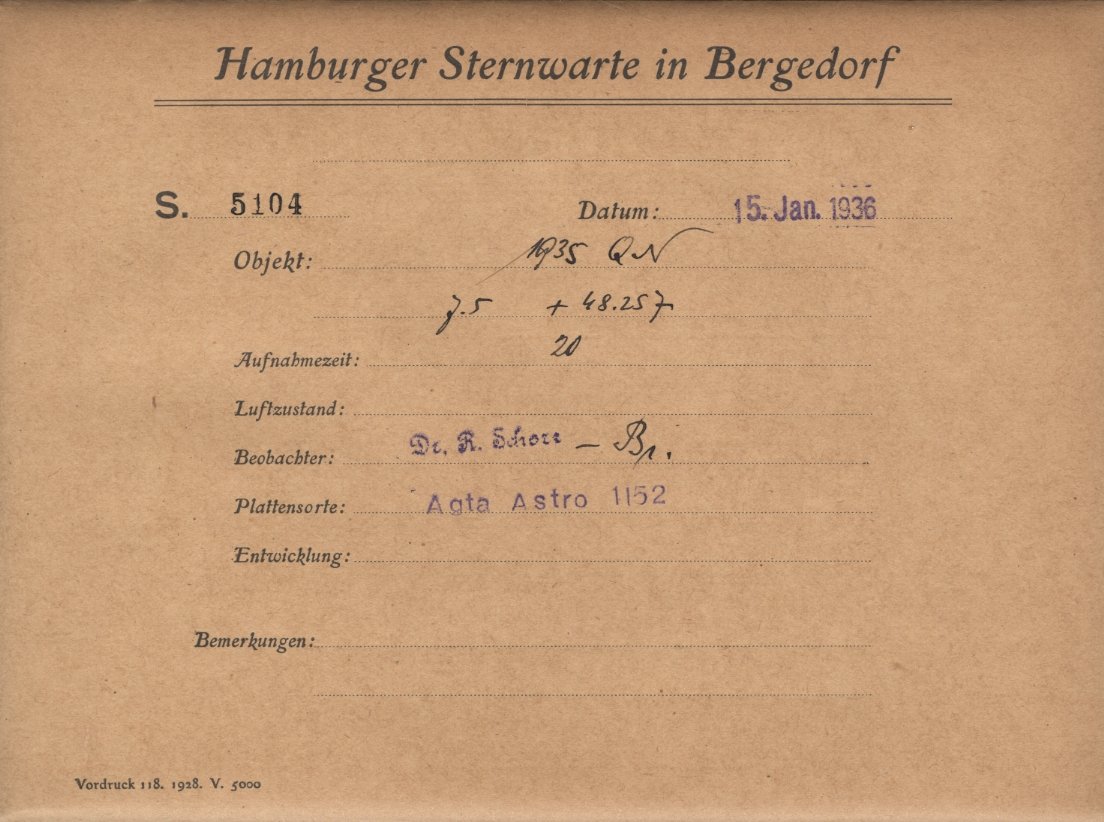 Hamburger Sternwarte in Bergedorf
S. 5104 Datum: 15. Jan. 1936
Objekt: 1935 QN
7.5 + 48.257
Aufnahmezeit: 20
Luftzustand:
Beobachter: Dr. R. Schorr – Br.
Plattensorte: Agfa Astro 1152
Entwicklung:
Bemerkungen:
Vordruck 118. 1928. V. 5000